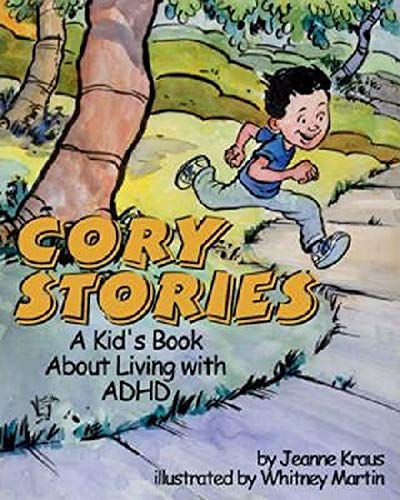 CORY
STORIES
A Kid's Book
About Living with
ADHD
by Jeanne Kraus
illustrated by Whitney Martin